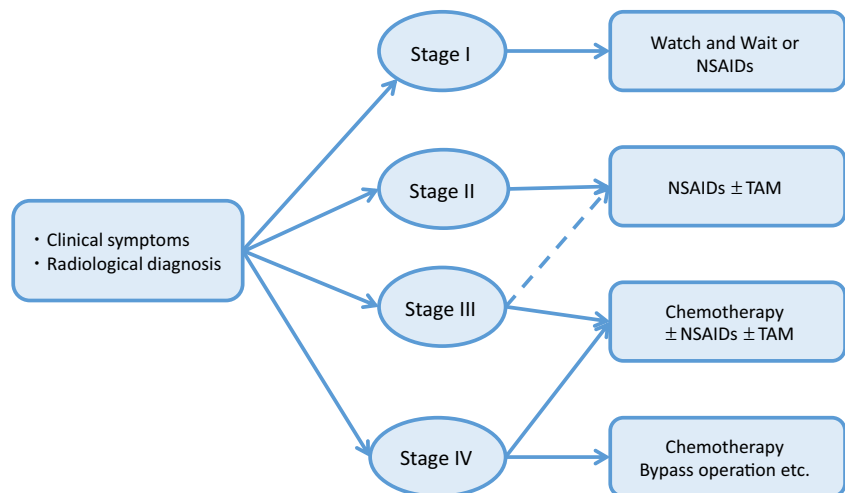 ・Clinical symptoms
・Radiological diagnosis
Stage I
Watch and Wait or
NSAIDs
Stage II
NSAIDs ±TAM
Stage III
Chemotherapy
±NSAIDs ±TAM
Stage IV
Chemotherapy
Bypass operation etc.